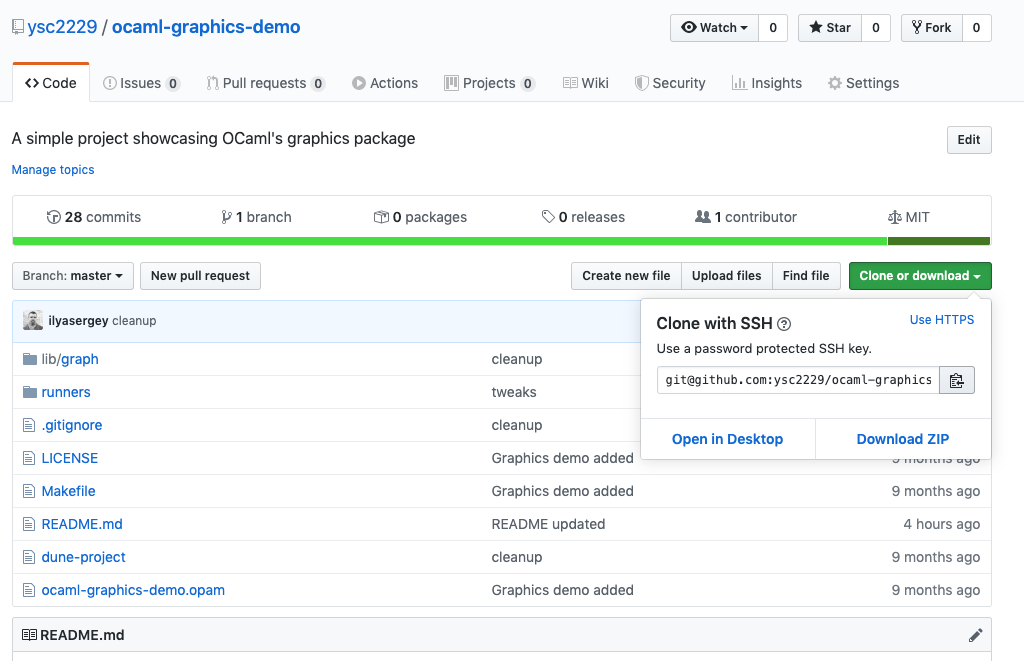 ysc2229 / ocaml-graphics-demo
Watch 0 Star 0 Fork 0
Code Issues 0 Pull requests 0 Actions Projects 0 Wiki Security Insights Settings
A simple project showcasing OCaml's graphics package
Edit
Manage topics
28 commits 1 branch 0 packages 0 releases 1 contributor MIT
Branch: master New pull request Create new file Upload files Find file Clone or download
ilyasergey cleanup
Clone with SSH Use HTTPS
Use a password protected SSH key.
git@github.com:ysc2229/ocaml-graphics
Open in Desktop Download ZIP
lib/graph cleanup
runners tweaks
.gitignore cleanup
LICENSE Graphics demo added 9 months ago
Makefile Graphics demo added 9 months ago
README.md README updated 4 hours ago
dune-project cleanup 9 months ago
ocaml-graphics-demo.opam Graphics demo added 9 months ago
README.md